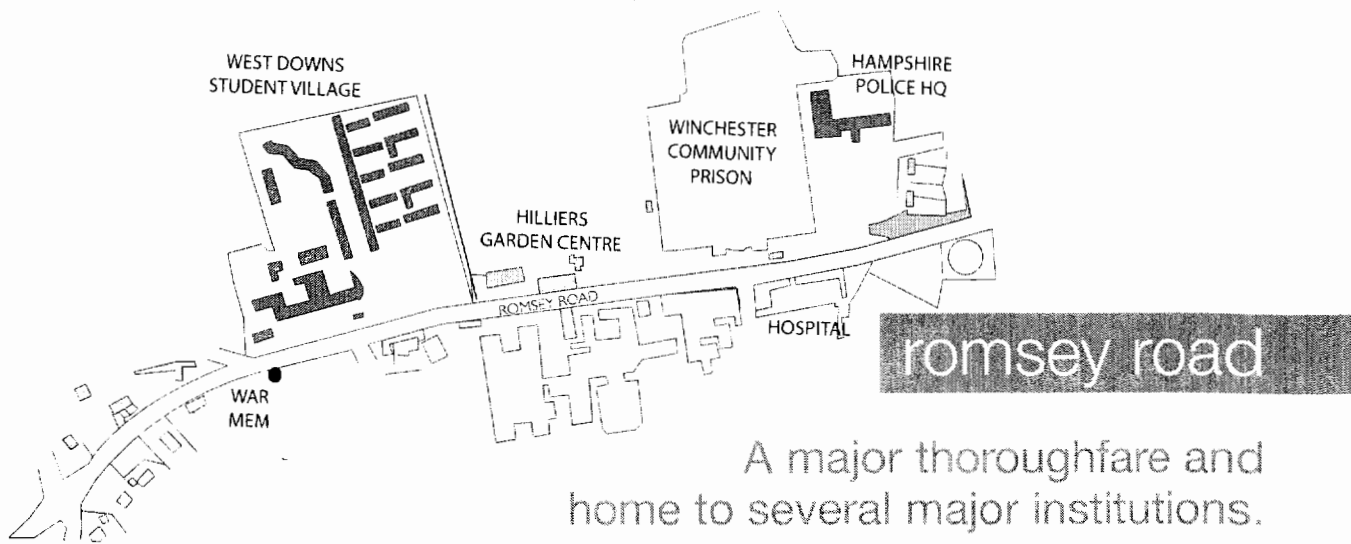 WEST DOWNS
STUDENT VILLAGE
HAMPSHIRE
POLICE HQ
WINCHESTER
COMMUNITY
PRISON
HILLIERS
GARDEN CENTRE
ROMSEY ROAD
HOSPITAL
WAR
MEM
romsey road
A major thoroughfare and
home to several major institutions.